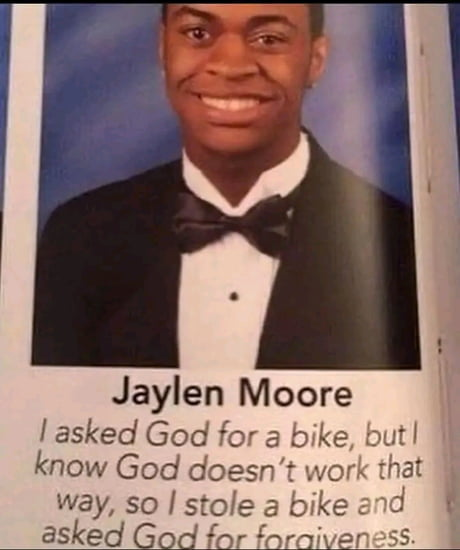 Jaylen Moore
I asked God for a bike, but I
know God doesn't work that
way, so I stole a bike and
asked God for forgiveness.